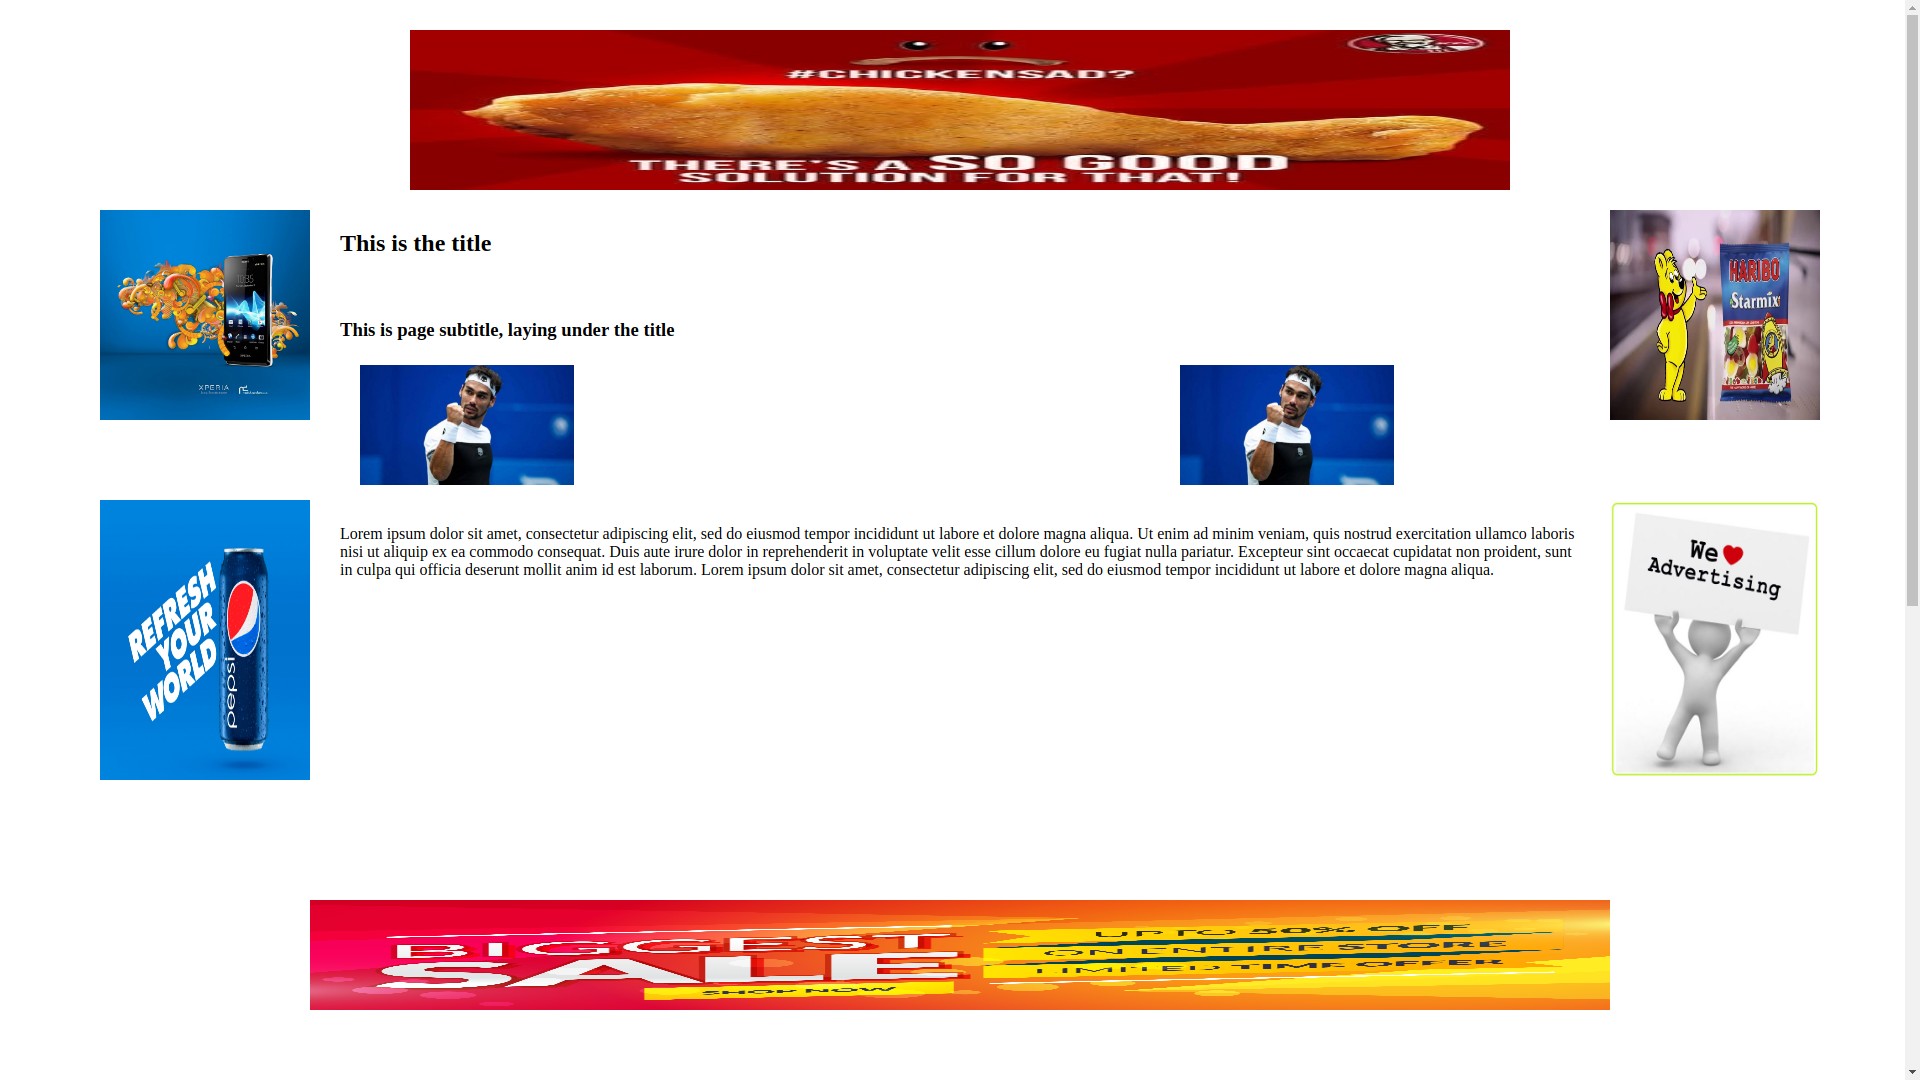 #CHICKENSAD?
THERE'S A SO GOOD
SOLUTION FOR THAT!
This is the title
This is page subtitle, laying under the title
10:35
XPERIA
HARIBO
Starmix
Lorem ipsum dolor sit amet, consectetur adipiscing elit, sed do eiusmod tempor incididunt ut labore et dolore magna aliqua. Ut enim ad minim veniam, quis nostrud exercitation ullamco laboris
nisi ut aliquip ex ea commodo consequat. Duis aute irure dolor in reprehenderit in voluptate velit esse cillum dolore eu fugiat nulla pariatur. Excepteur sint occaecat cupidatat non proident, sunt
in culpa qui officia deserunt mollit anim id est laborum. Lorem ipsum dolor sit amet, consectetur adipiscing elit, sed do eiusmod tempor incididunt ut labore et dolore magna aliqua.
REFRESH
YOUR
WORLD
pepsi
We
Advertising
BIGGEST
SALE
SHOP NOW
UP TO 50% OFF
ON ENTIRE STORE
LIMITED TIME OFFER